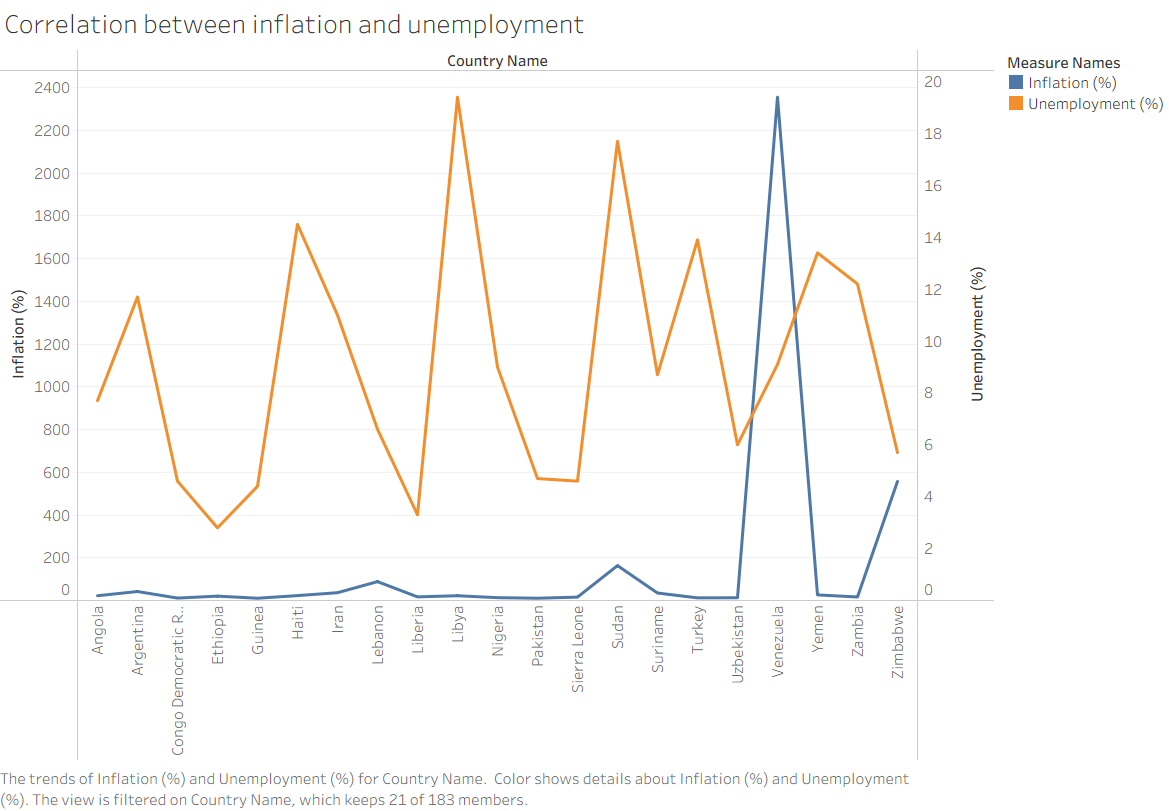 Correlation between inflation and unemployment
Country Name
Measure Names
Inflation (%)
Unemployment (%)
2400
2200
2000
1800
1600
1400
1200
1000
800
600
400
200
0
Inflation (%)
20
18
16
14
12
10
8
6
4
2
0
Unemployment (%)
Angola
Argentina
Congo Democratic R..
Ethiopia
Guinea
Haiti
Iran
Lebanon
Liberia
Libya
Nigeria
Pakistan
Sierra Leone
Sudan
Suriname
Turkey
Uzbekistan
Venezuela
Yemen
Zambia
Zimbabwe
The trends of Inflation (%) and Unemployment (%) for Country Name.  Color shows details about Inflation (%) and Unemployment
(%). The view is filtered on Country Name, which keeps 21 of 183 members.